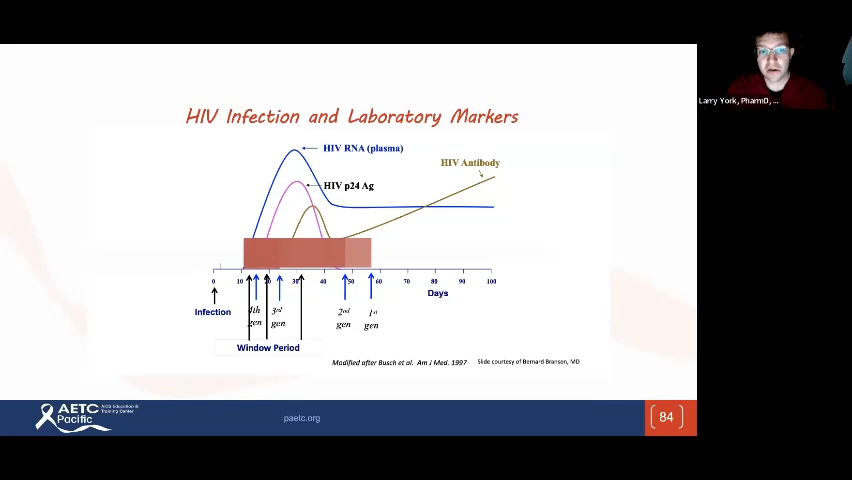 Larry York, PharmD, ...
HIV Infection and Laboratory Markers
HIV RNA (plasma)
HIV Antibody
HIV p24 Ag
0 10 20 30 40 50 60 70 80 90 100
Days
Infection
4th gen
3rd gen
2nd gen
1st gen
Window Period
Modified after Busch et al. Am J Med. 1997
Slide courtesy of Bernard Branson, MD
AETC AIDS Education &
Training Center
Pacific
paetc.org
84